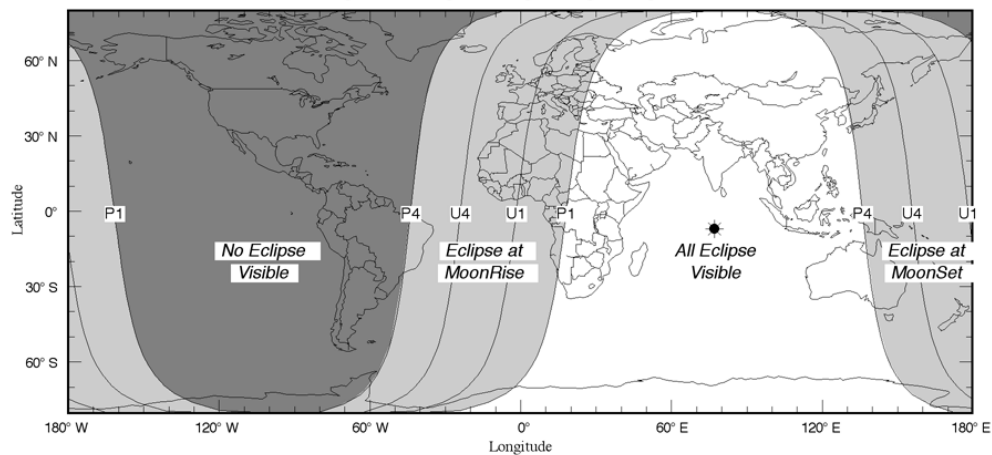 60° N
30° N
0°
30° S
60° S
Latitude
P1
P4
U4
U1
P1
P4
U4
U1
No Eclipse
Visible
Eclipse at
MoonRise
All Eclipse
Visible
Eclipse at
MoonSet
180° W
120° W
60° W
0°
60° E
120° E
180° E
Longitude